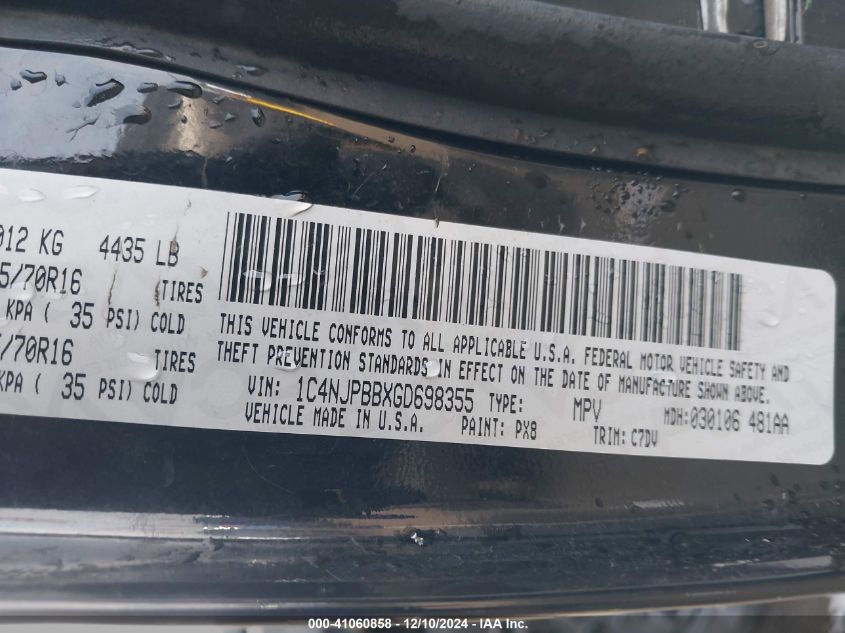 012 KG 4435 LB
5/70R16 TIRES
KPA ( 35 PSI) COLD
/70R16 TIRES
KPA ( 35 PSI) COLD
THIS VEHICLE CONFORMS TO ALL APPLICABLE U.S.A. FEDERAL MOTOR VEHICLE SAFETY AND
THEFT PREVENTION STANDARDS IN EFFECT ON THE DATE OF MANUFACTURE SHOWN ABOVE.
VIN: 1C4NJPBBXGD698355 TYPE: MPV MDH:030106 481AA
VEHICLE MADE IN U.S.A. PAINT: PX8 TRIM: C7DV
000-41060858 - 12/10/2024 - IAA Inc.